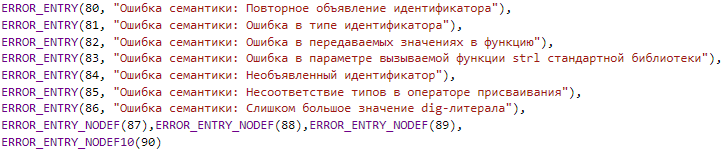 ERROR_ENTRY(80, "Ошибка семантики: Повторное объявление идентификатора"),
ERROR_ENTRY(81, "Ошибка семантики: Ошибка в типе идентификатора"),
ERROR_ENTRY(82, "Ошибка семантики: Ошибка в передаваемых значениях в функцию"),
ERROR_ENTRY(83, "Ошибка семантики: Ошибка в параметре вызываемой функции strl стандартной библиотеки"),
ERROR_ENTRY(84, "Ошибка семантики: Необъявленный идентификатор"),
ERROR_ENTRY(85, "Ошибка семантики: Несоответствие типов в операторе присваивания"),
ERROR_ENTRY(86, "Ошибка семантики: Слишком большое значение dig-литерала"),
ERROR_ENTRY_NODEF(87),ERROR_ENTRY_NODEF(88),ERROR_ENTRY_NODEF(89),
ERROR_ENTRY_NODEF10(90)